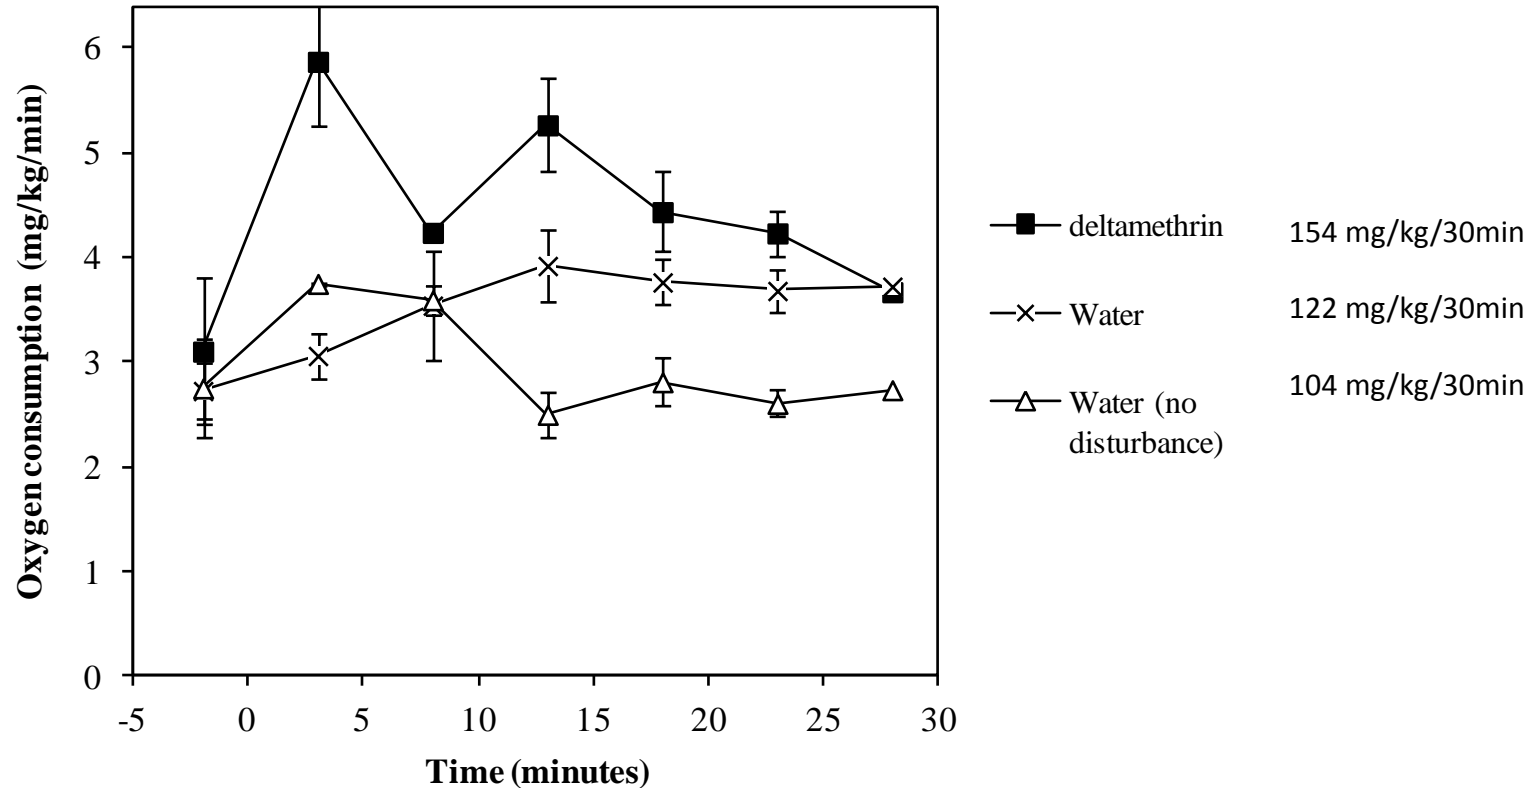 Oxygen consumption (mg/kg/min)
6
5
4
3
2
1
0
-5 0 5 10 15 20 25 30
Time (minutes)
deltamethrin 154 mg/kg/30min
Water 122 mg/kg/30min
Water (no 104 mg/kg/30min
disturbance)